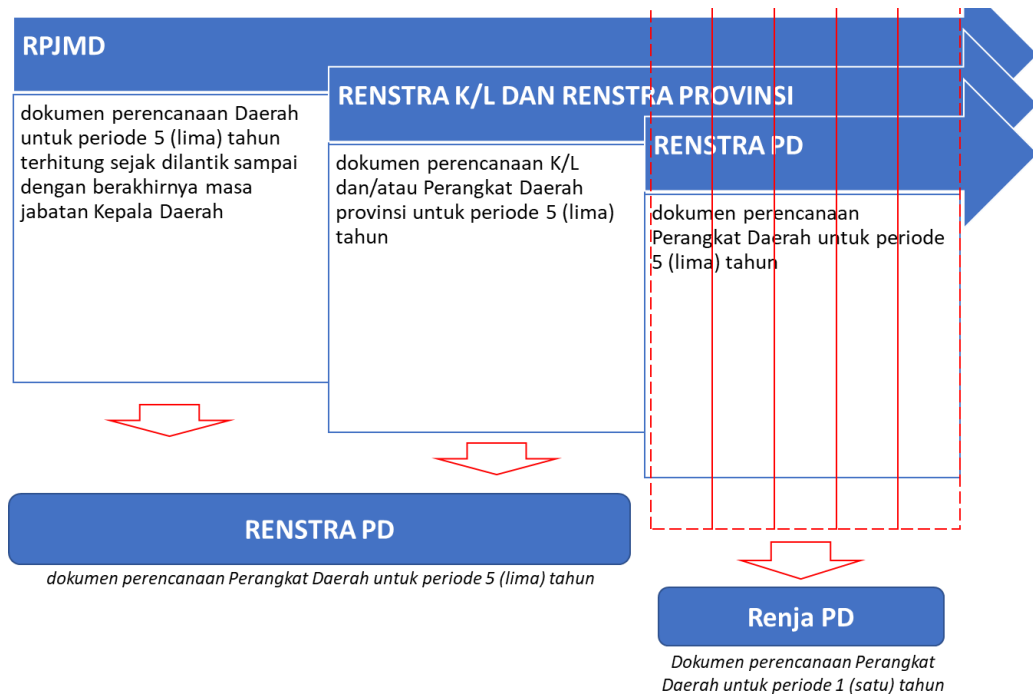 RPJMD
dokumen perencanaan Daerah
untuk periode 5 (lima) tahun
terhitung sejak dilantik sampai
dengan berakhirnya masa
jabatan Kepala Daerah
RENSTRA K/L DAN RENSTRA PROVINSI
dokumen perencanaan K/L
dan/atau Perangkat Daerah
provinsi untuk periode 5 (lima)
tahun
RENSTRA PD
dokumen perencanaan
Perangkat Daerah untuk periode
5 (lima) tahun
RENSTRA PD
dokumen perencanaan Perangkat Daerah untuk periode 5 (lima) tahun
Renja PD
Dokumen perencanaan Perangkat
Daerah untuk periode 1 (satu) tahun